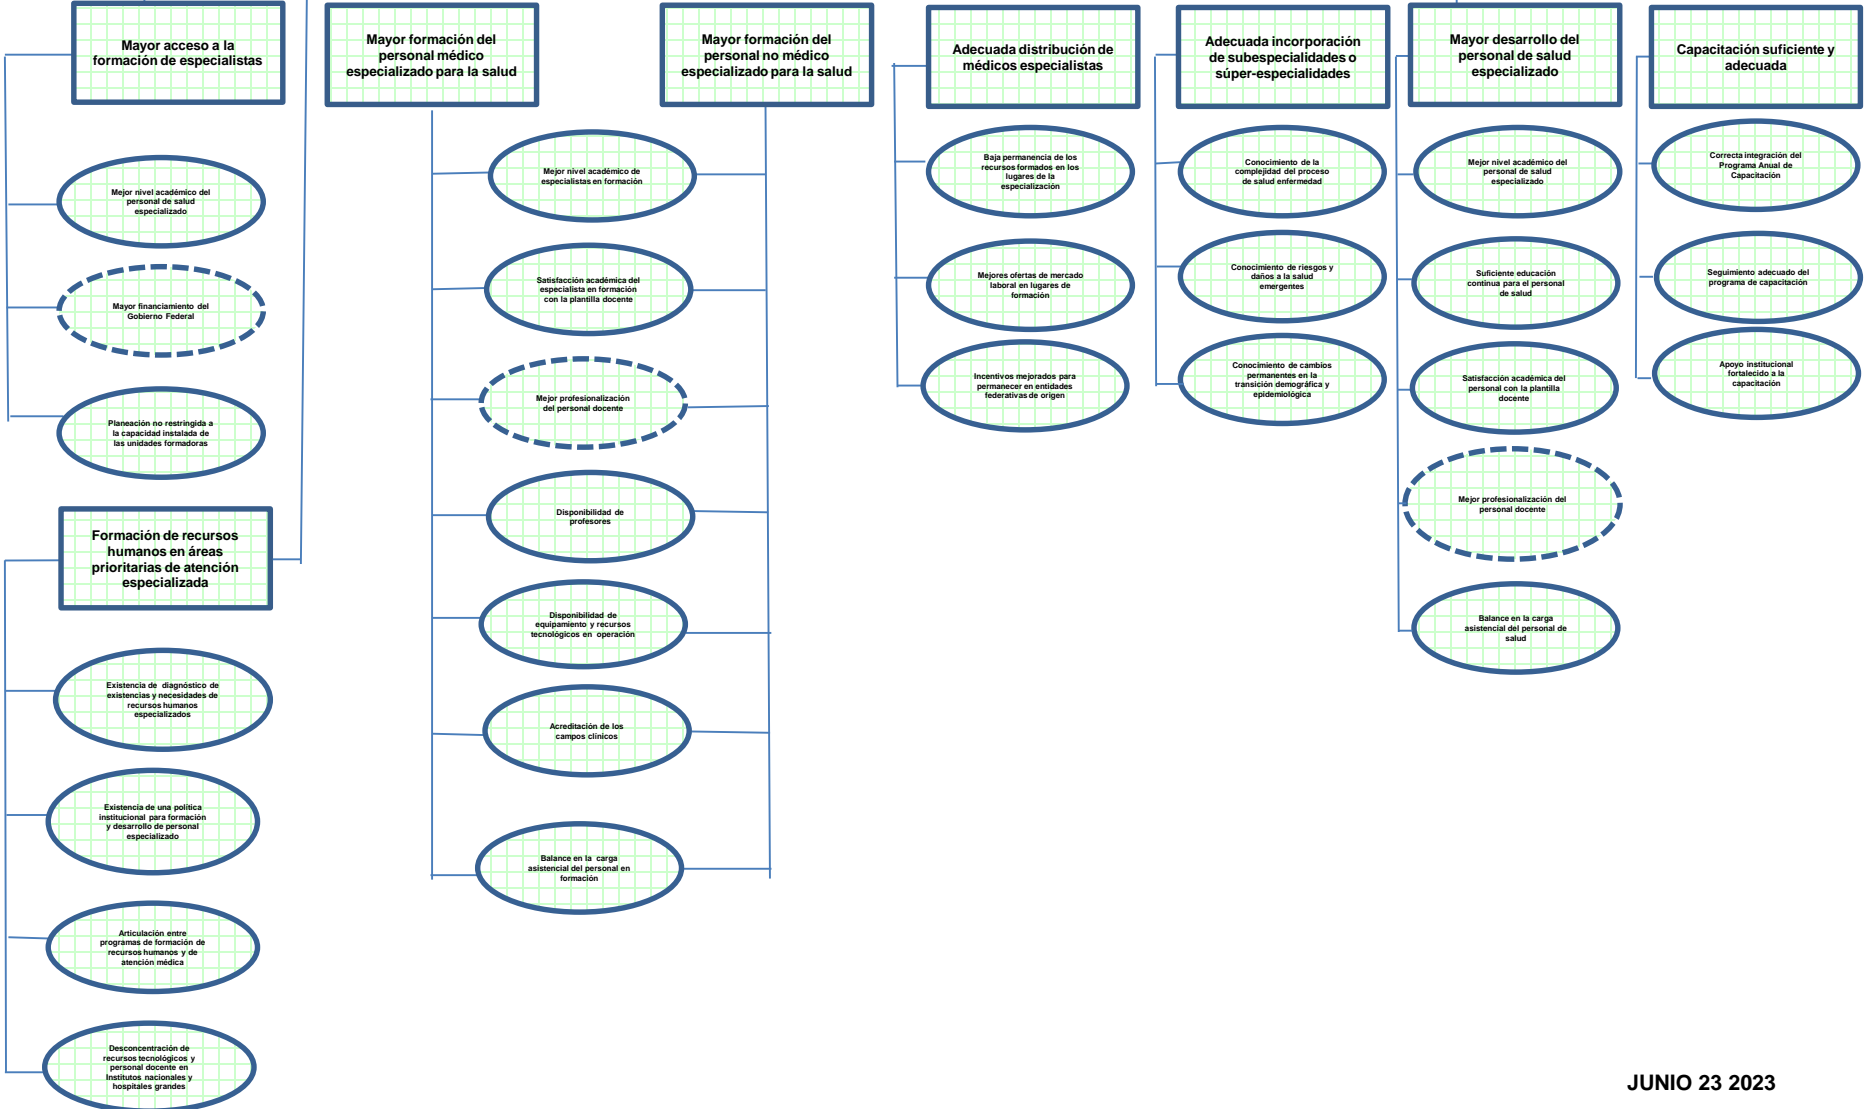 Mayor acceso a la
formación de especialistas
Mejor nivel académico del
personal de salud
especializado
Mayor financiamiento del
Gobierno Federal
Planeación no restringida a
la capacidad instalada de
las unidades formadoras
Formación de recursos
humanos en áreas
prioritarias de atención
especializada
Existencia de diagnóstico de
existencias y necesidades de
recursos humanos
especializados
Existencia de una política
institucional para formación
y desarrollo de personal
especializado
Articulación entre
programas de formación de
recursos humanos y de
atención médica
Desconcentración de
recursos tecnológicos y
personal docente en
Institutos nacionales y
hospitales grandes
Mayor formación del
personal médico
especializado para la salud
Mayor formación del
personal no médico
especializado para la salud
Mejor nivel académico de
especialistas en formación
Satisfacción académica del
especialista en formación
con la plantilla docente
Mejor profesionalización
del personal docente
Disponibilidad de
profesores
Disponibilidad de
equipamiento y recursos
tecnológicos en operación
Acreditación de los
campos clínicos
Balance en la carga
asistencial del personal en
formación
Adecuada distribución de
médicos especialistas
Baja permanencia de los
recursos formados en los
lugares de la
especialización
Mejores ofertas de mercado
laboral en lugares de
formación
Incentivos mejorados para
permanecer en entidades
federativas de origen
Adecuada incorporación
de subespecialidades o
súper-especialidades
Conocimiento de la
complejidad del proceso
de salud enfermedad
Conocimiento de riesgos y
daños a la salud
emergentes
Conocimiento de cambios
permanentes en la
transición demográfica y
epidemiológica
Mayor desarrollo del
personal de salud
especializado
Mejor nivel académico del
personal de salud
especializado
Suficiente educación
continua para el personal
de salud
Satisfacción académica del
personal con la plantilla
docente
Mejor profesionalización del
personal docente
Balance en la carga
asistencial del personal de
salud
Capacitación suficiente y
adecuada
Correcta integración del
Programa Anual de
Capacitación
Seguimiento adecuado del
programa de capacitación
Apoyo institucional
fortalecido a la
capacitación
JUNIO 23 2023